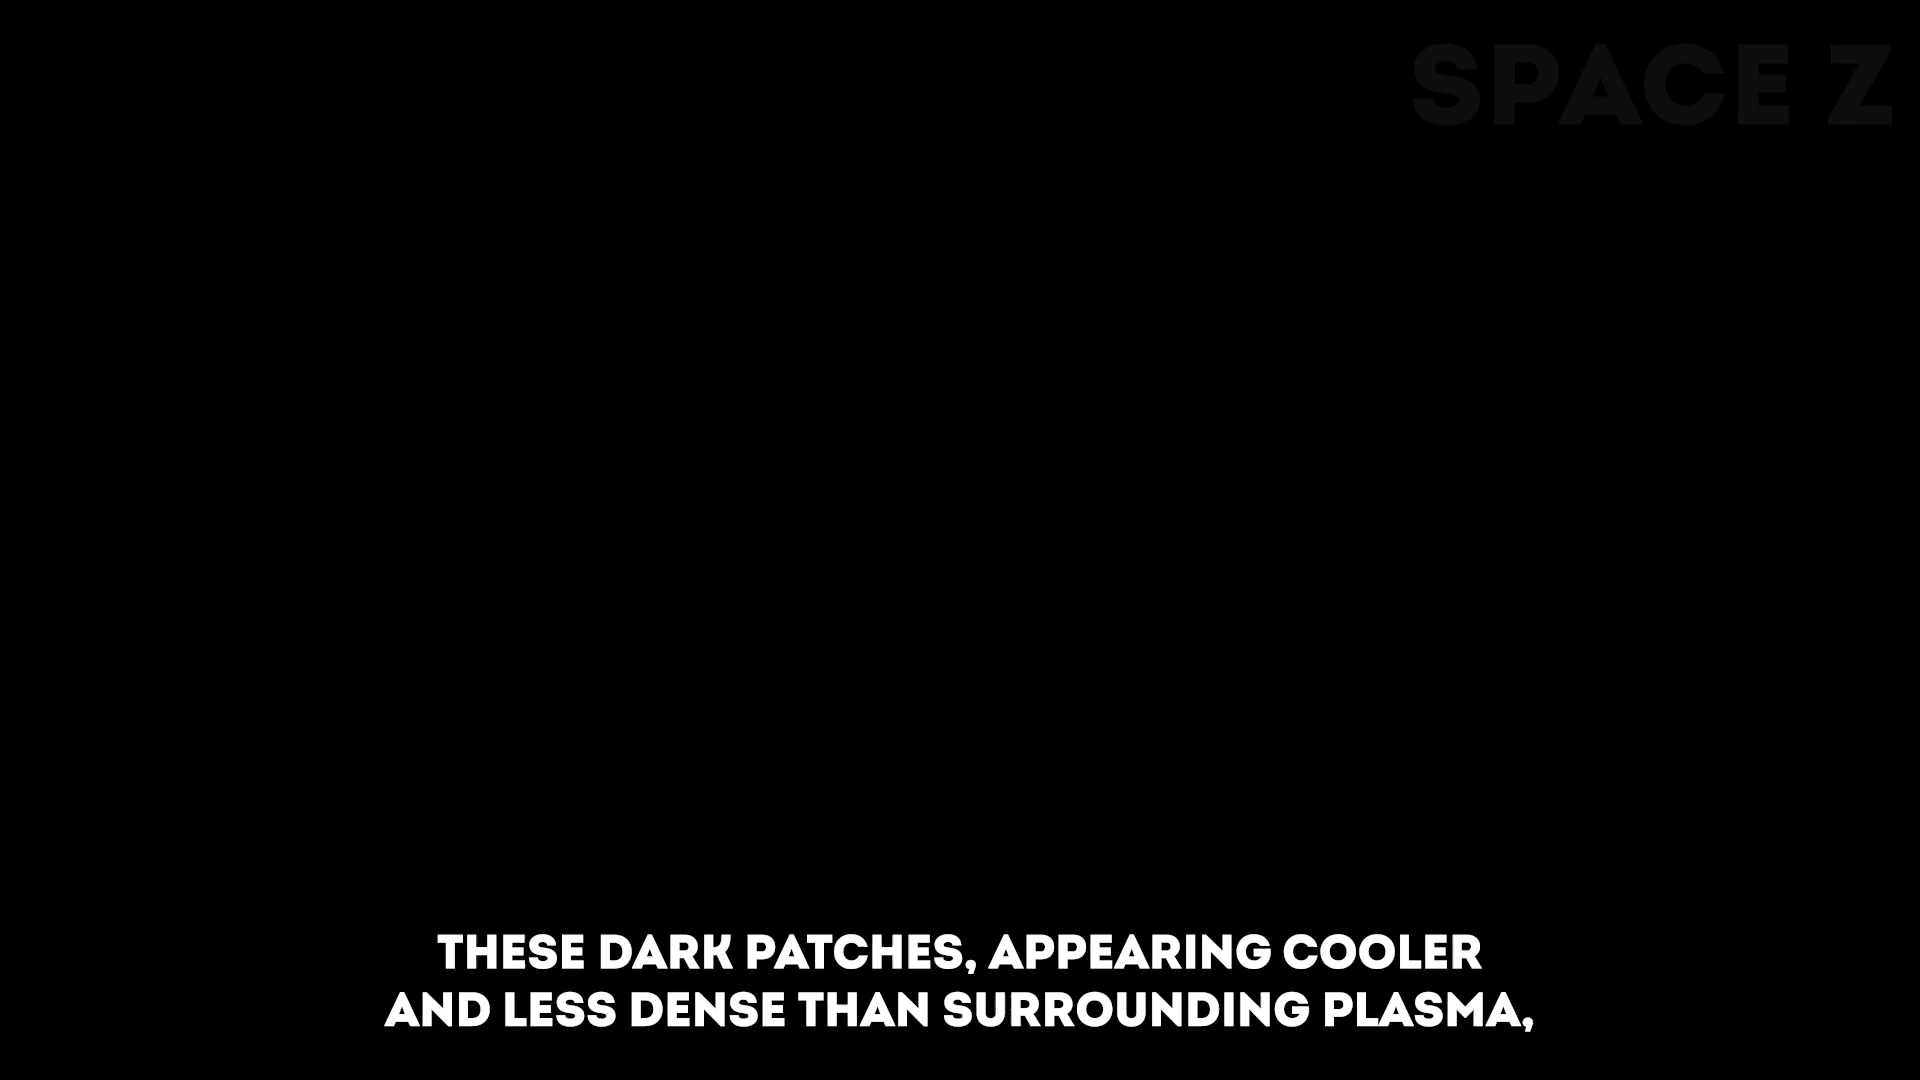 SPACE Z
THESE DARK PATCHES, APPEARING COOLER
AND LESS DENSE THAN SURROUNDING PLASMA,